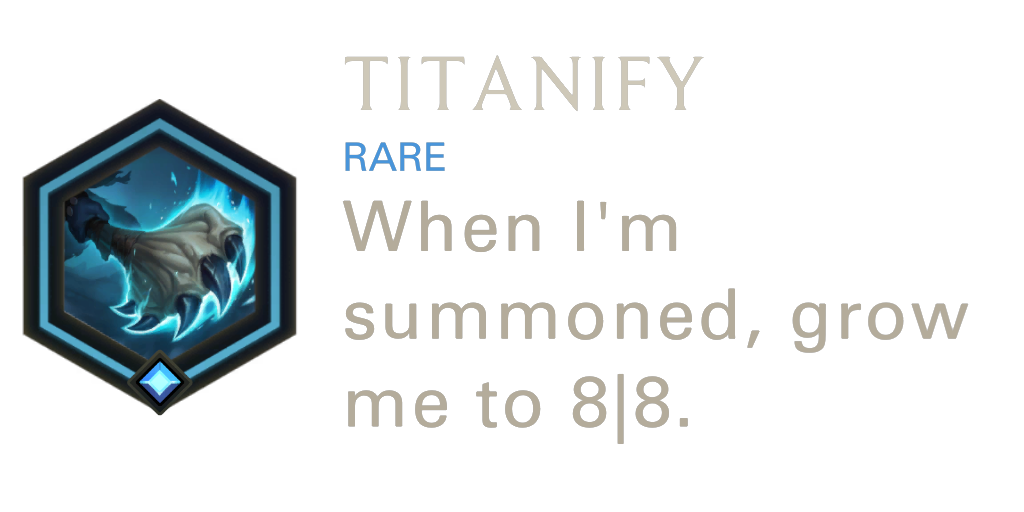 TITANIFY
RARE
When I'm
summoned, grow
me to 8|8.